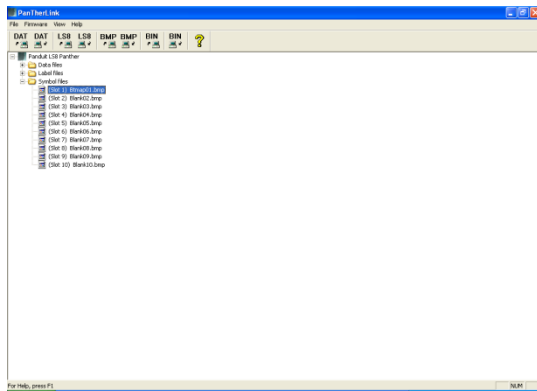 PanTherLink
File Firmware View Help
DAT DAT LS8 LS8 BMP BMP BIN BIN
Panduit LS8 Panther
Data files
Label files
Symbol files
(Slot 1) Bitmap01.bmp
(Slot 2) Blank02.bmp
(Slot 3) Blank03.bmp
(Slot 4) Blank04.bmp
(Slot 5) Blank05.bmp
(Slot 6) Blank06.bmp
(Slot 7) Blank07.bmp
(Slot 8) Blank08.bmp
(Slot 9) Blank09.bmp
(Slot 10) Blank10.bmp
For Help, press F1 NUM